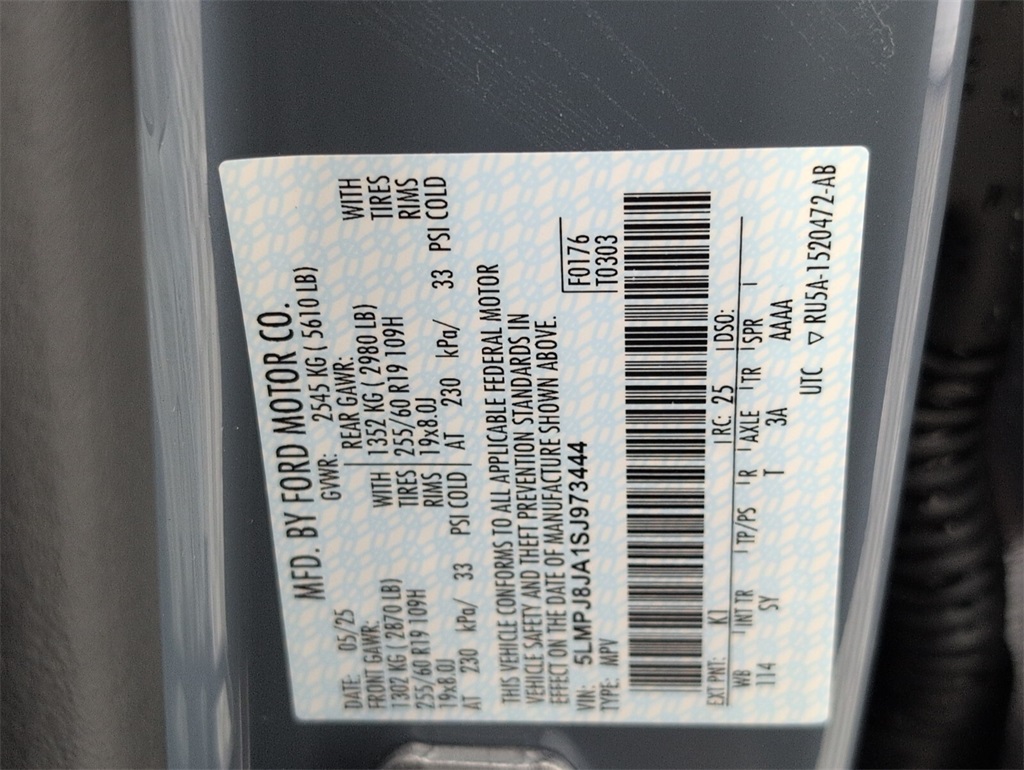 MFD. BY FORD MOTOR CO.
DATE: 05/25 GVWR: 2545 KG ( 5610 LB)
FRONT GAWR: REAR GAWR:
1302 KG ( 2870 LB) WITH 1352 KG ( 2980 LB) WITH
255/60 R19 109H TIRES 255/60 R19 109H TIRES
19x8.0J RIMS 19x8.0J RIMS
AT 230 kPa/ 33 PSI COLD AT 230 kPa/ 33 PSI COLD
THIS VEHICLE CONFORMS TO ALL APPLICABLE FEDERAL MOTOR
VEHICLE SAFETY AND THEFT PREVENTION STANDARDS IN
EFFECT ON THE DATE OF MANUFACTURE SHOWN ABOVE.
VIN: 5LMPJ8JA1SJ973444 F0176
TYPE: MPV T0303
EXT PNT: K1 RC: 25 DSO:
WB INT TR TP/PS R AXLE TR SPR
114 SY T 3A AAAA
UTC ▽ RU5A-1520472-AB